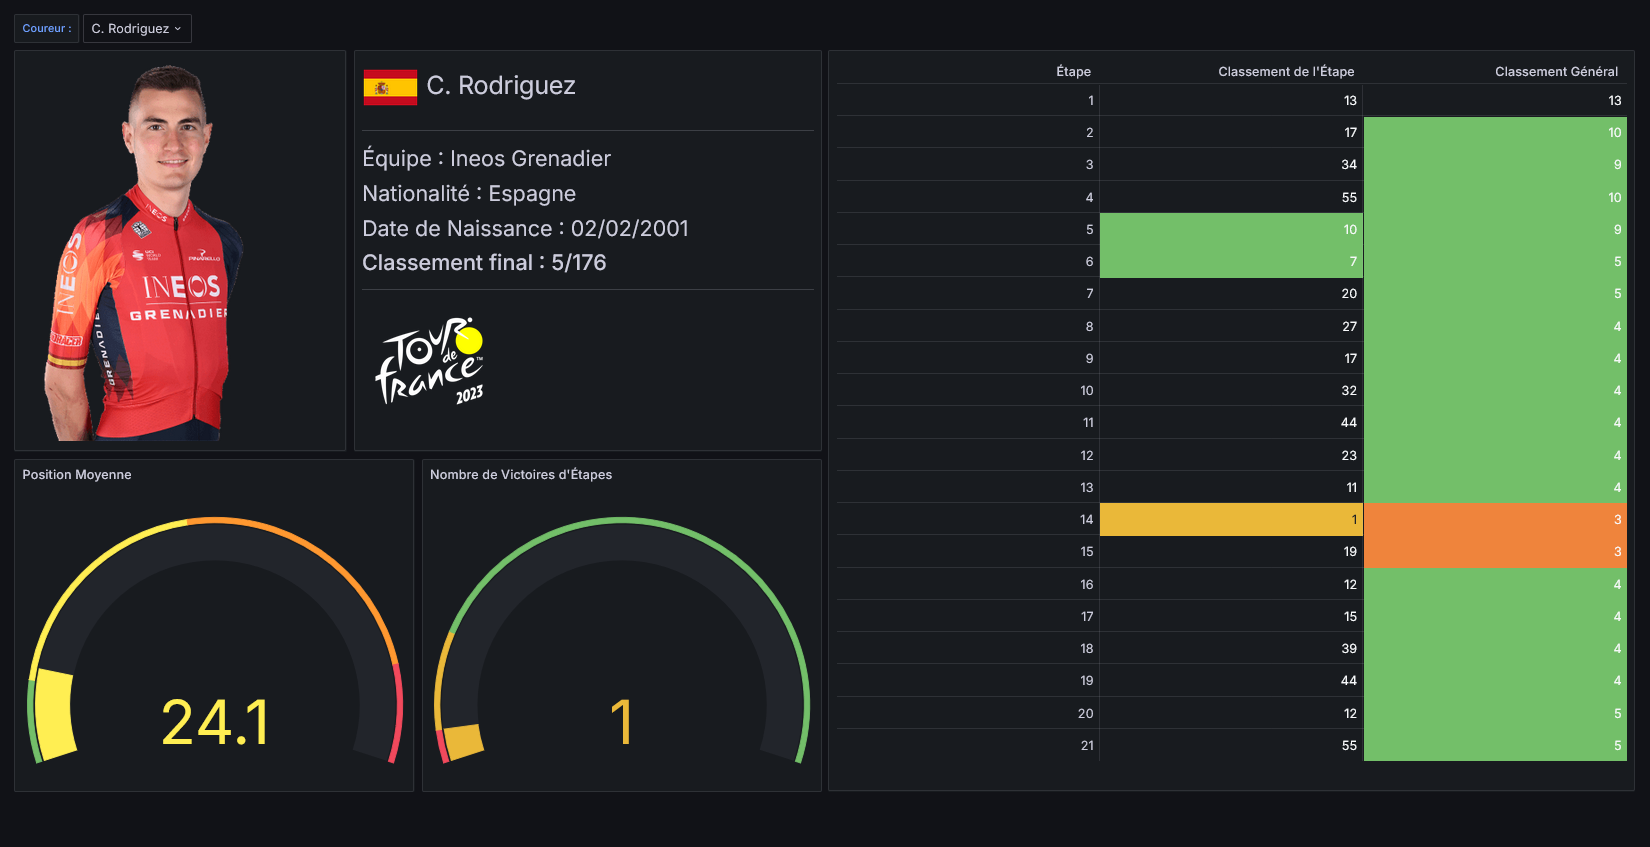 Coureur :
C. Rodriguez
C. Rodriguez
Équipe : Ineos Grenadier
Nationalité : Espagne
Date de Naissance : 02/02/2001
Classement final : 5/176
INEOS
INEOS
PINARELLO
INEOS
GRENADIER
GRENADIE
TOUR
de
france™
2023
Position Moyenne
24.1
Nombre de Victoires d'Étapes
1
Étape Classement de l'Étape Classement Général
1 13 13
2 17 10
3 34 9
4 55 10
5 10 9
6 7 5
7 20 5
8 27 4
9 17 4
10 32 4
11 44 4
12 23 4
13 11 4
14 1 3
15 19 3
16 12 4
17 15 4
18 39 4
19 44 4
20 12 5
21 55 5